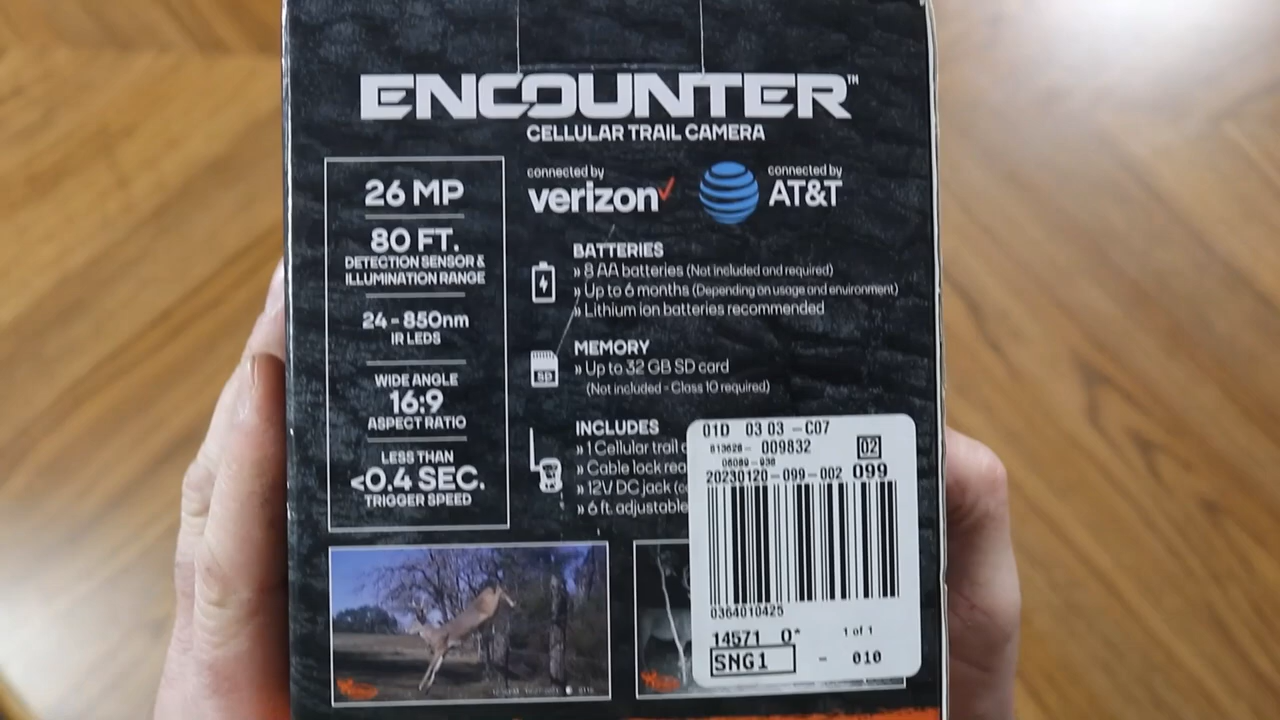 ENCOUNTER™
CELLULAR TRAIL CAMERA
26 MP
80 FT.
DETECTION SENSOR &
ILLUMINATION RANGE
24 - 850nm
IR LEDS
WIDE ANGLE
16:9
ASPECT RATIO
LESS THAN
<0.4 SEC.
TRIGGER SPEED
connected by
verizon
connected by
AT&T
BATTERIES
» 8 AA batteries (Not included and required)
» Up to 6 months (Depending on usage and environment)
» Lithium ion batteries recommended
MEMORY
SD
» Up to 32 GB SD card
(Not included - Class 10 required)
INCLUDES
» 1 Cellular trail
» Cable lock
» 12V DC jack
» 6 ft. adjustable
01D 03 03 -C07
813628- 009832
02
20230120-099-002 099
0364010425
14571 0*
1 of 1
SNG1
- 010